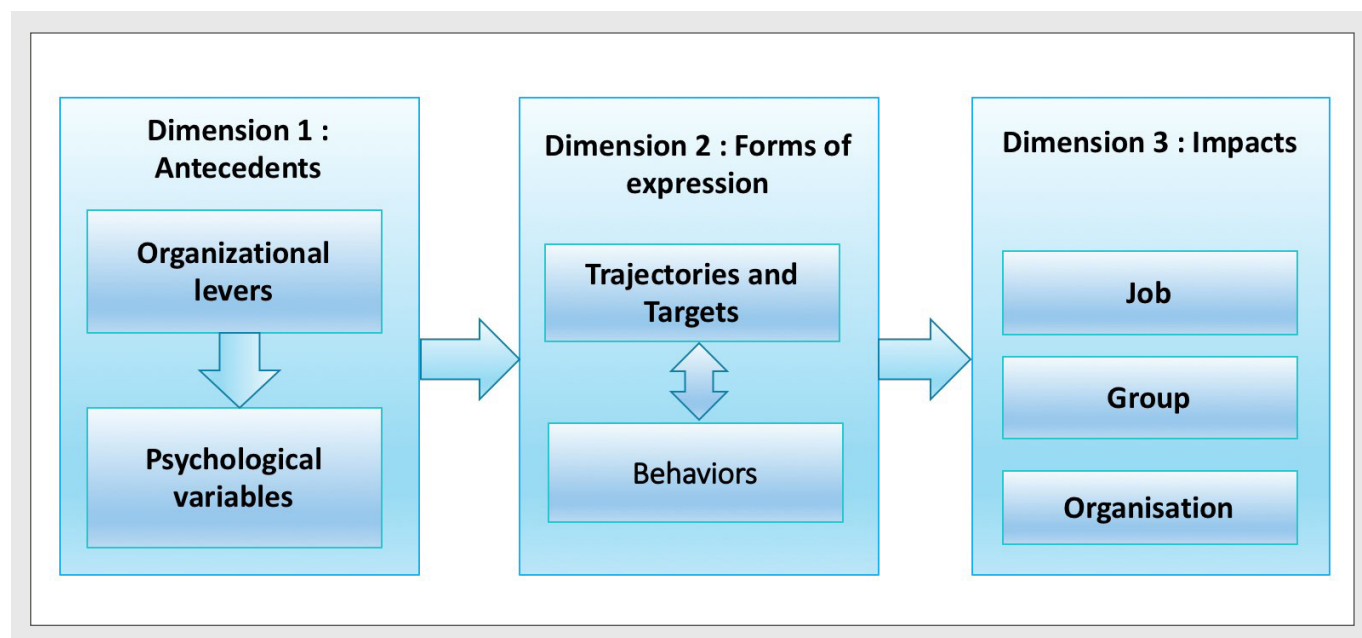 Dimension 1 :
Antecedents
Organizational
levers
Psychological
variables
Dimension 2 : Forms of
expression
Trajectories and
Targets
Behaviors
Dimension 3 : Impacts
Job
Group
Organisation